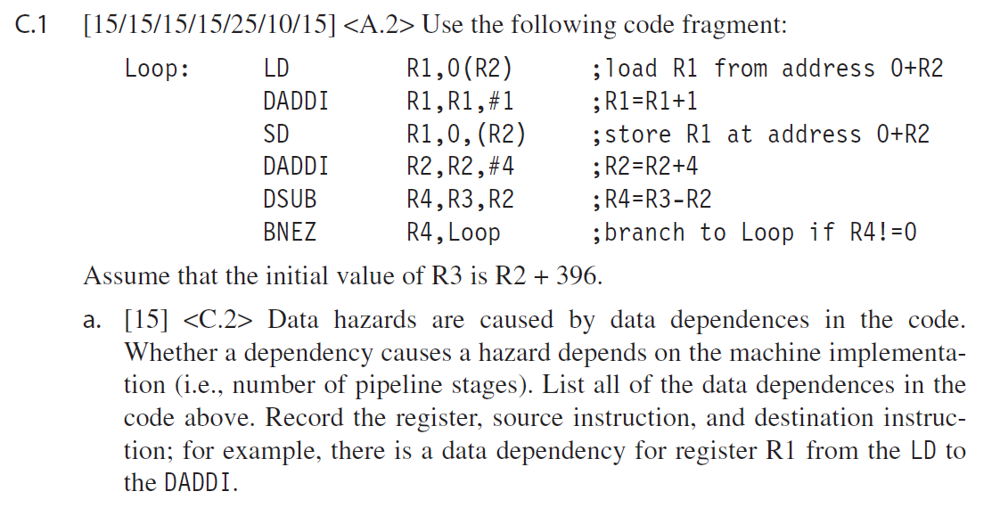 C.1 [15/15/15/15/25/10/15] <A.2> Use the following code fragment:
Loop: LD R1,0(R2) ;load R1 from address 0+R2
DADDI R1,R1,#1 ;R1=R1+1
SD R1,0,(R2) ;store R1 at address 0+R2
DADDI R2,R2,#4 ;R2=R2+4
DSUB R4,R3,R2 ;R4=R3-R2
BNEZ R4,Loop ;branch to Loop if R4!=0
Assume that the initial value of R3 is R2 + 396.
a. [15] <C.2> Data hazards are caused by data dependences in the code.
Whether a dependency causes a hazard depends on the machine implementa-
tion (i.e., number of pipeline stages). List all of the data dependences in the
code above. Record the register, source instruction, and destination instruc-
tion; for example, there is a data dependency for register R1 from the LD to
the DADDI.